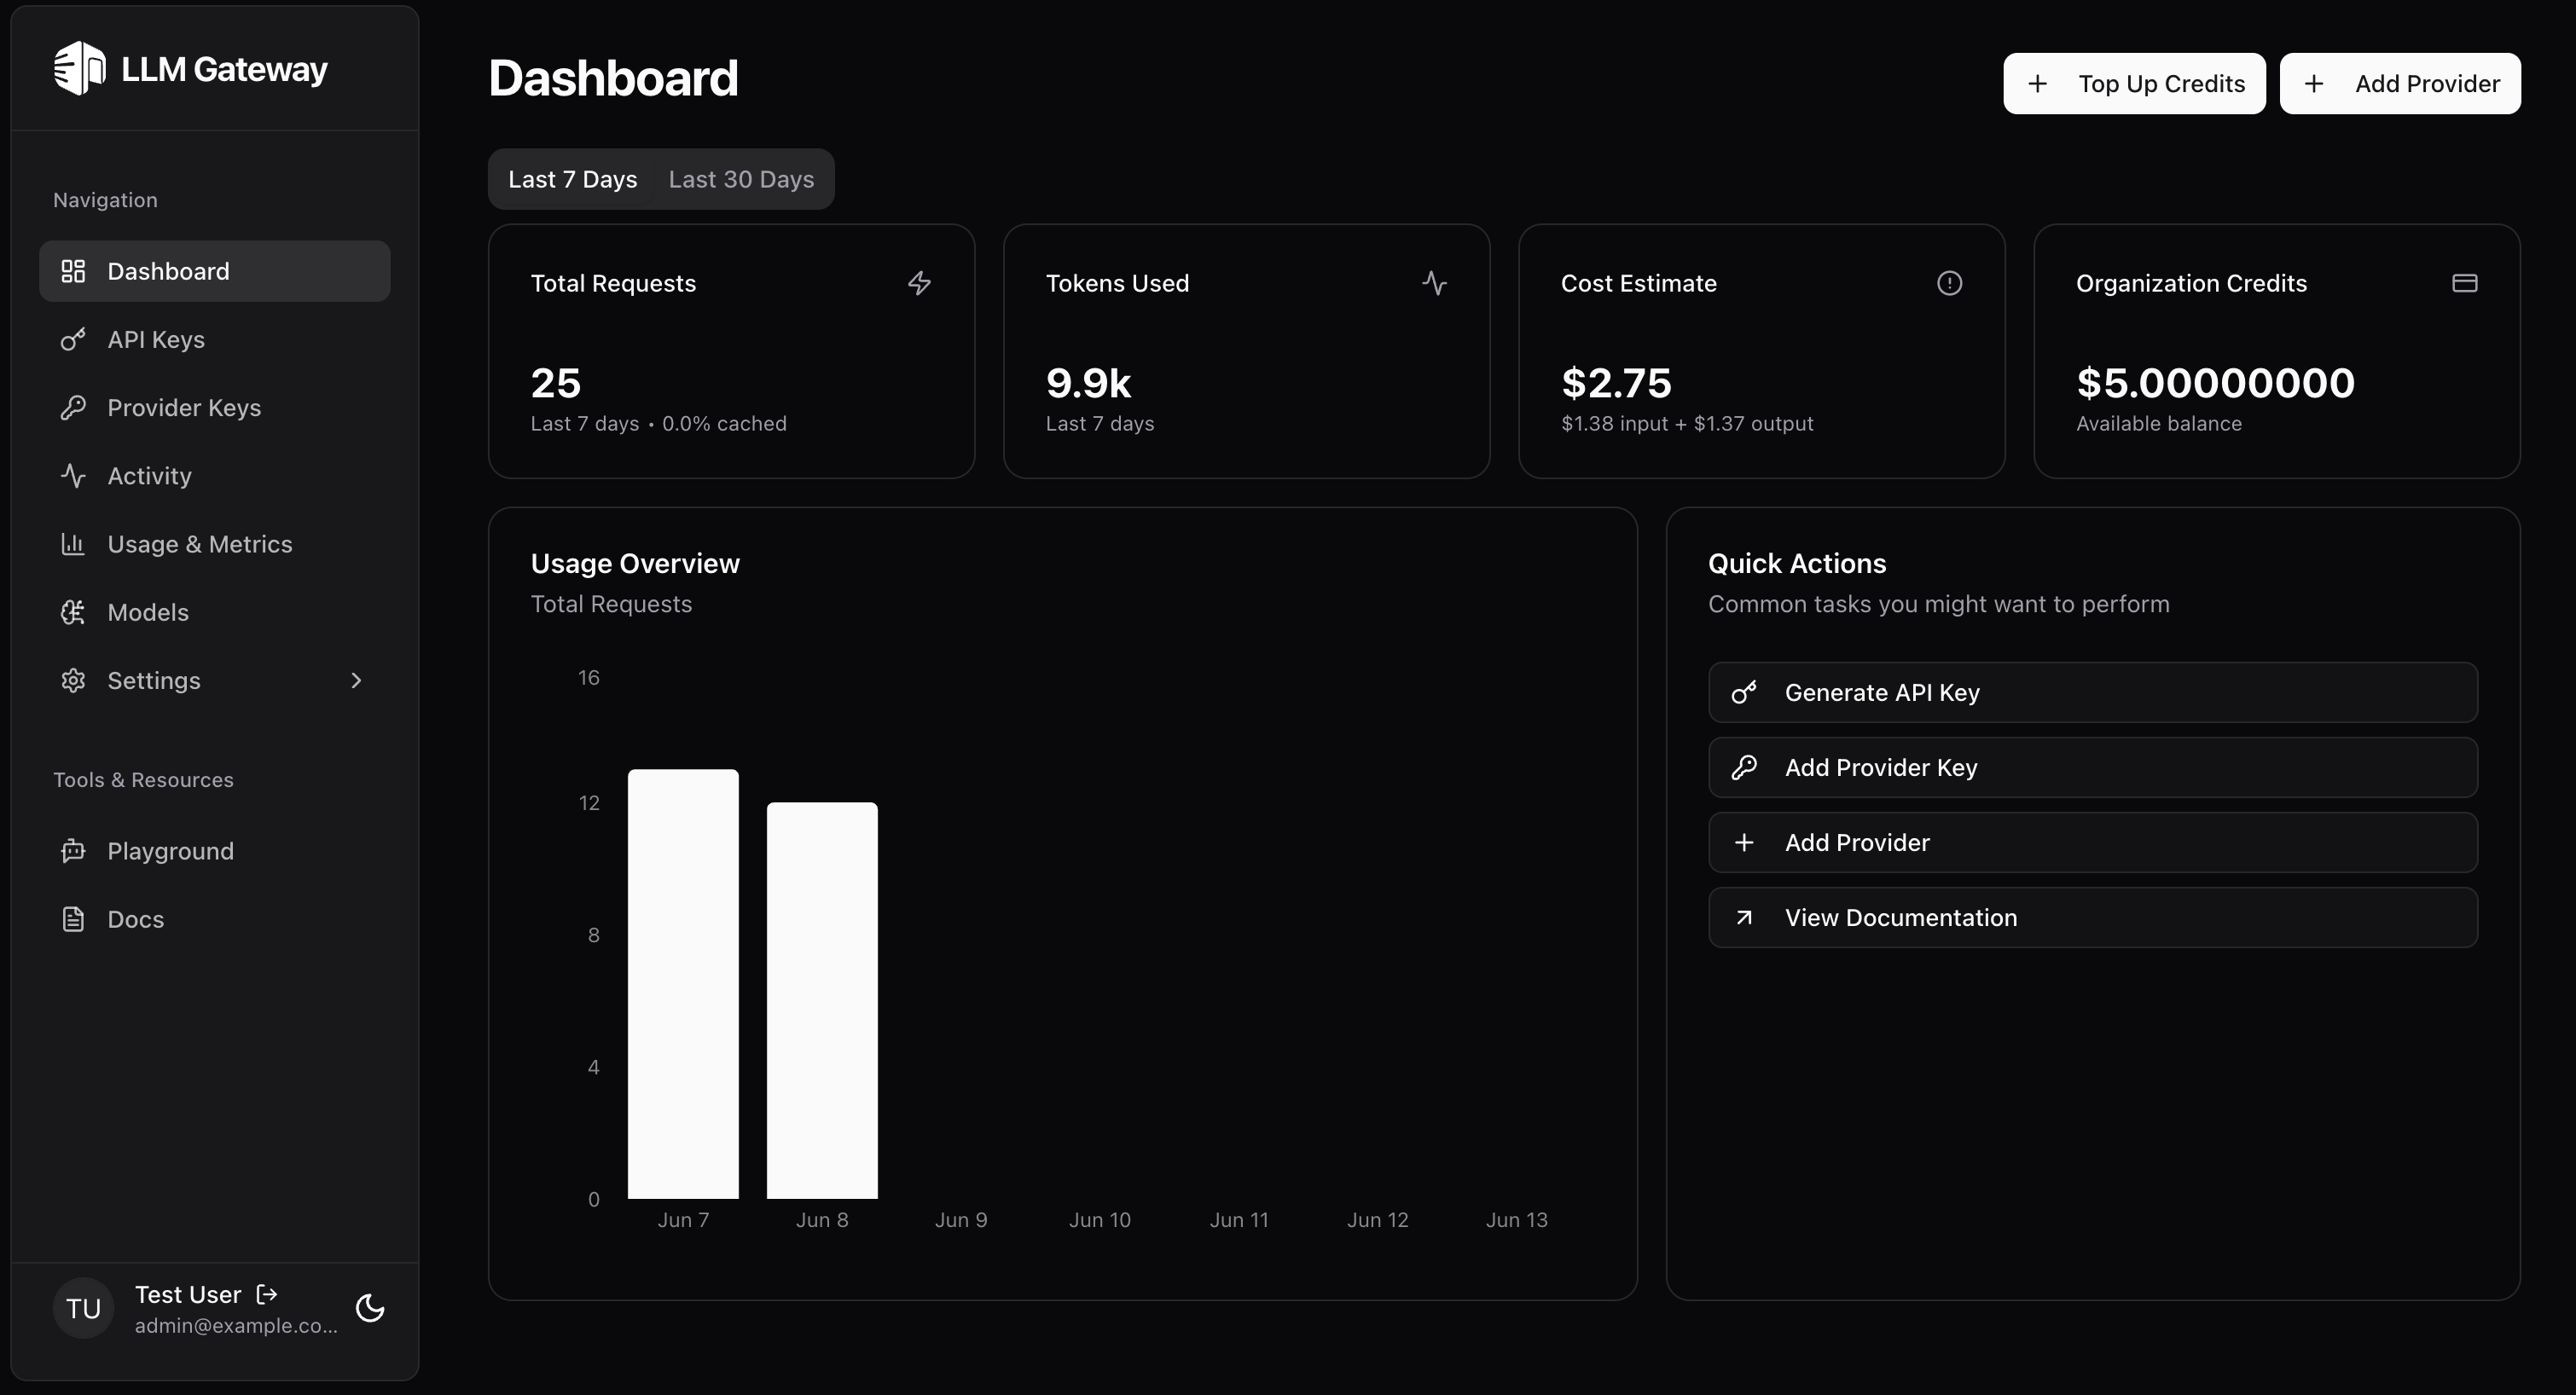 LLM Gateway
Navigation
Dashboard
API Keys
Provider Keys
Activity
Usage & Metrics
Models
Settings
Tools & Resources
Playground
Docs
TU
Test User
admin@example.co...
Dashboard
Top Up Credits
Add Provider
Last 7 Days
Last 30 Days
Total Requests
25
Last 7 days • 0.0% cached
Tokens Used
9.9k
Last 7 days
Cost Estimate
$2.75
$1.38 input + $1.37 output
Organization Credits
$5.00000000
Available balance
Usage Overview
Total Requests
16
12
8
4
0
Jun 7
Jun 8
Jun 9
Jun 10
Jun 11
Jun 12
Jun 13
Quick Actions
Common tasks you might want to perform
Generate API Key
Add Provider Key
Add Provider
View Documentation